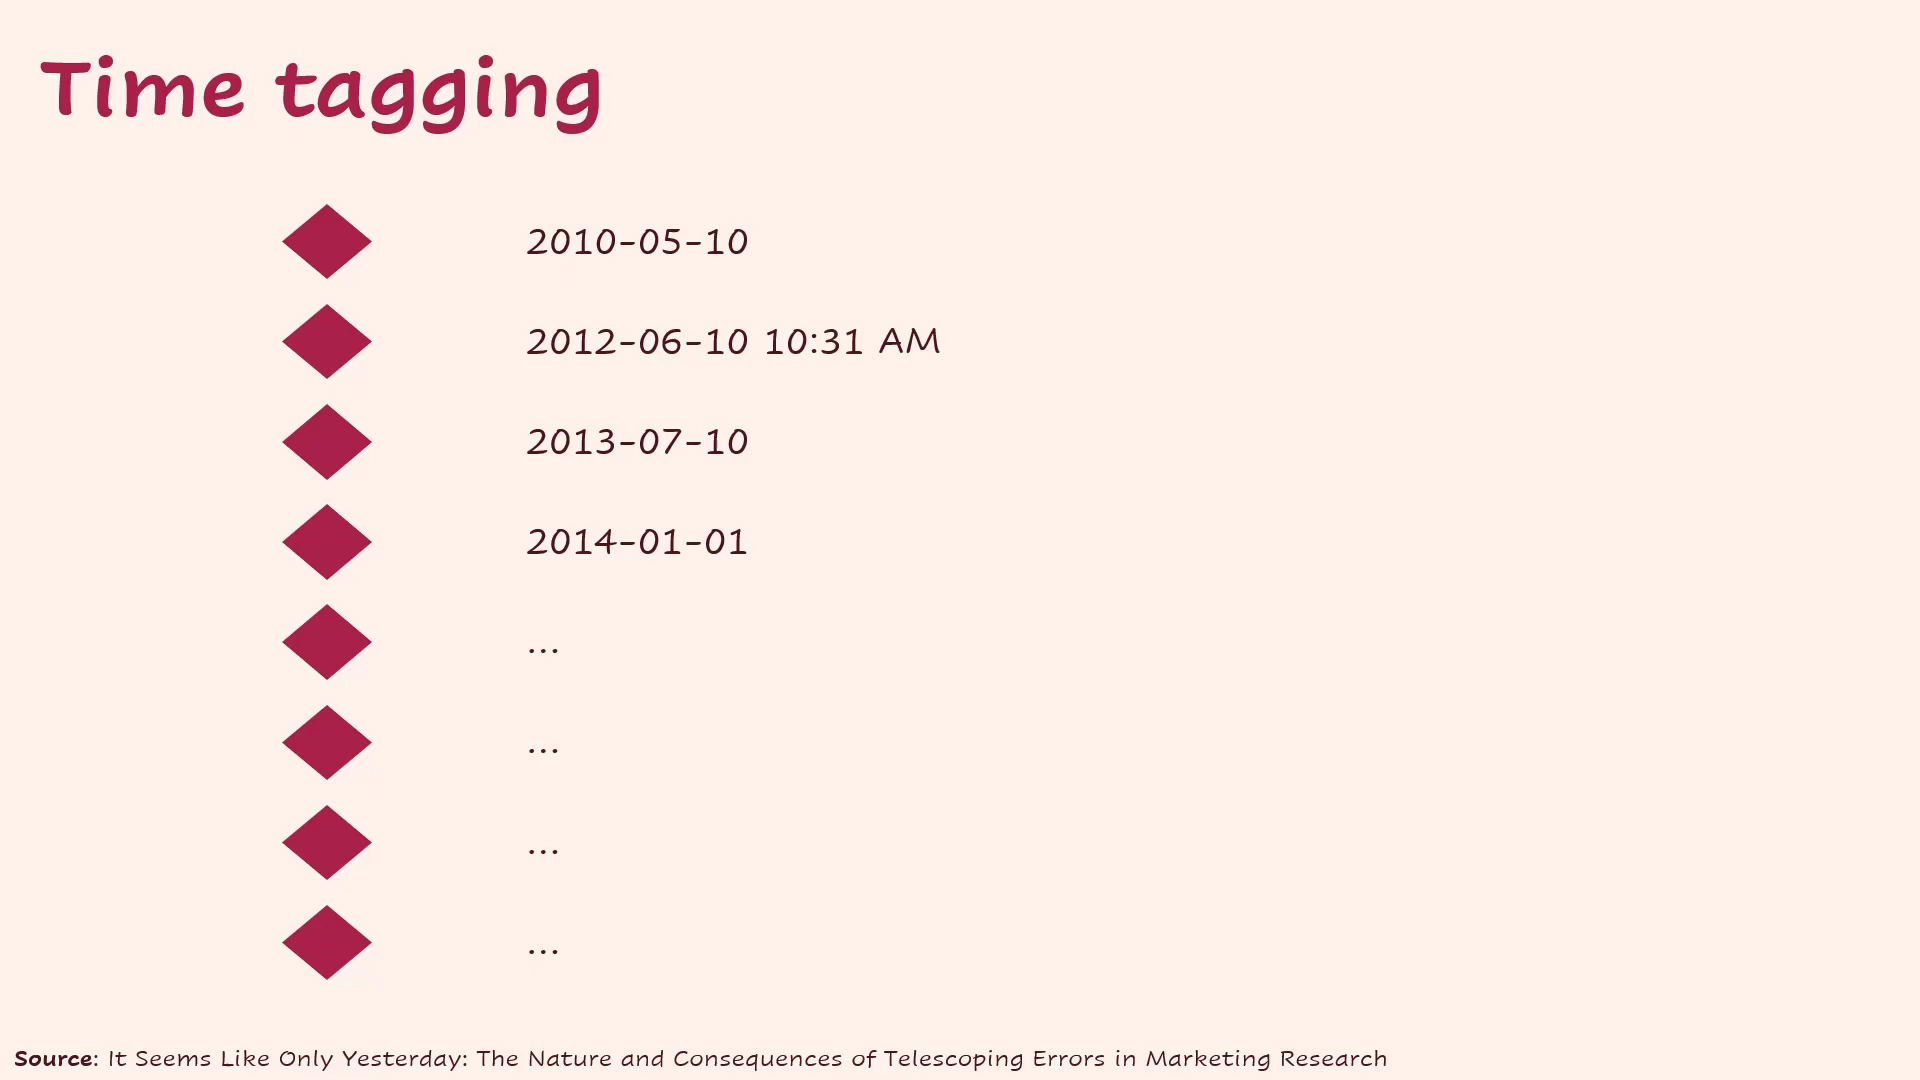 Time tagging
2010-05-10
2012-06-10 10:31 AM
2013-07-10
2014-01-01
...
...
...
...
Source: It Seems Like Only Yesterday: The Nature and Consequences of Telescoping Errors in Marketing Research